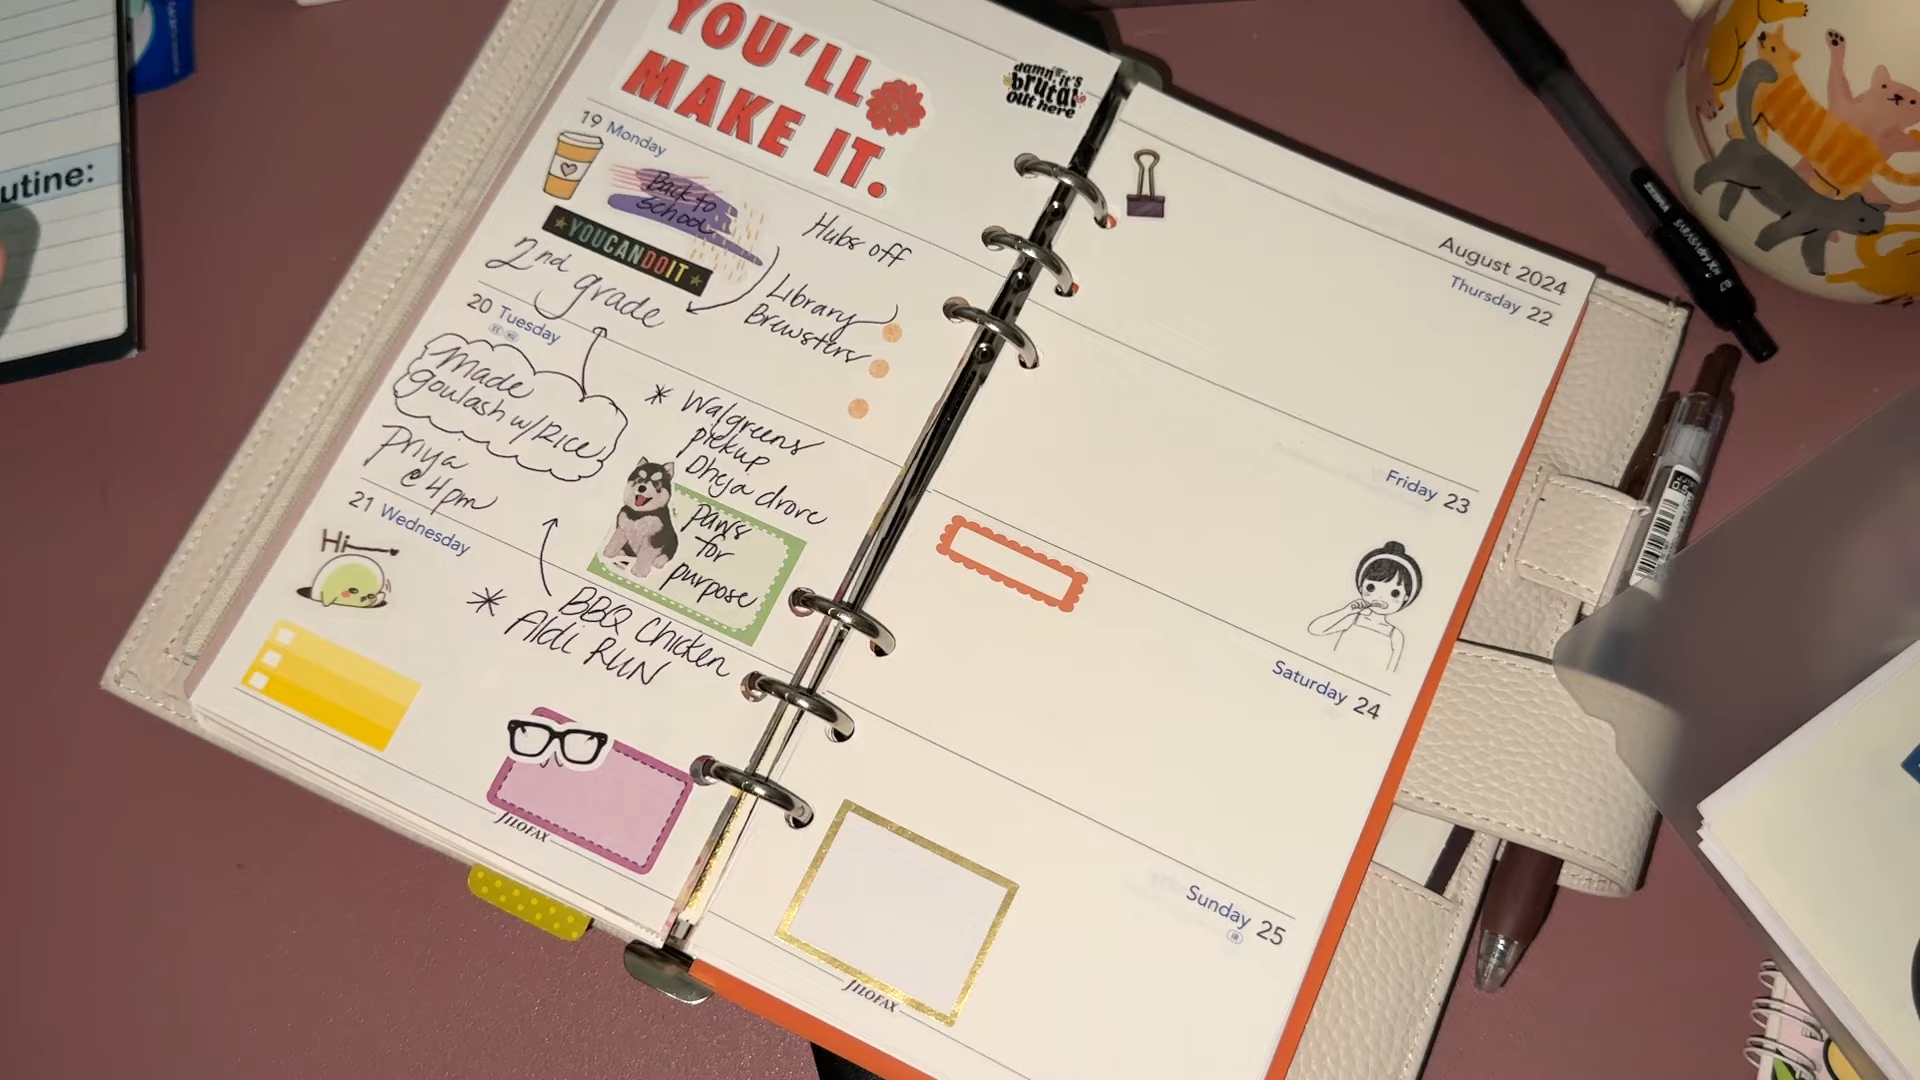 YOU'LL
MAKE IT.
damn, it's
brutal
out here
19 Monday
Back to
school
YOUCANDOIT
2nd grade
Hubs off
Library
Brewsters
20 Tuesday
Made
goulash w/Rice
Priya
@ 4pm
* Walgreens
pickup
Dheja drove
Paws
for
purpose
21 Wednesday
Hi
* BBQ Chicken
Aldi RUN
FILOFAX
August 2024
Thursday 22
Friday 23
Saturday 24
Sunday 25
FILOFAX
utine: